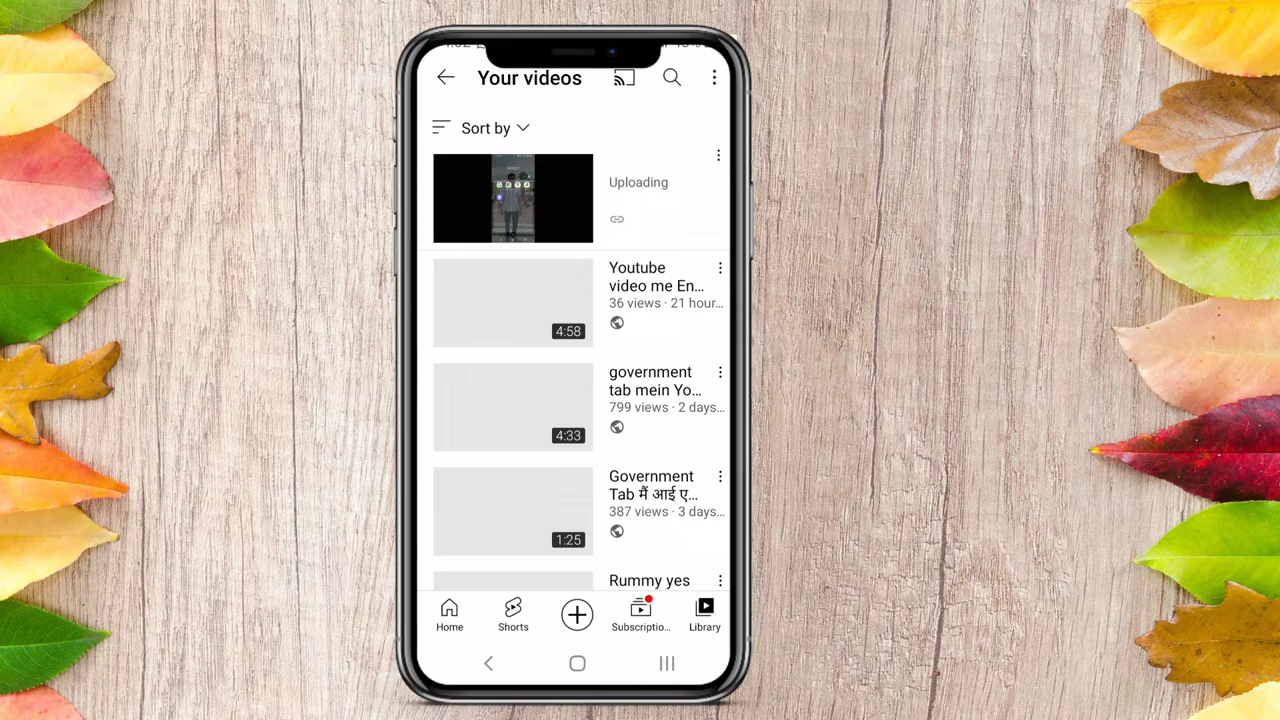 Your videos
Sort by
Uploading
Youtube
video me En...
36 views · 21 hour...
4:58
government
tab mein Yo...
799 views · 2 days...
4:33
Government
Tab मैं आई ए...
387 views · 3 days...
1:25
Rummy yes
Home
Shorts
Subscriptio...
Library